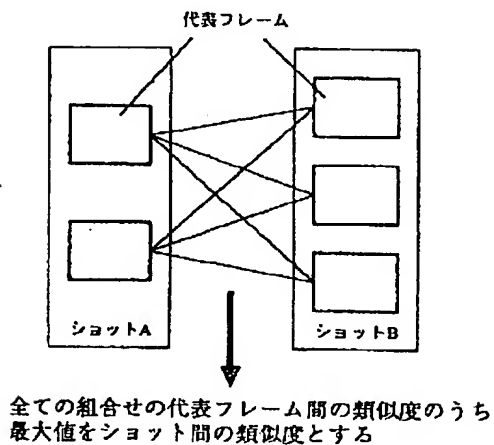 代表フレーム
ショットA
ショットB
全ての組合せの代表フレーム間の類似度のうち
最大値をショット間の類似度とする